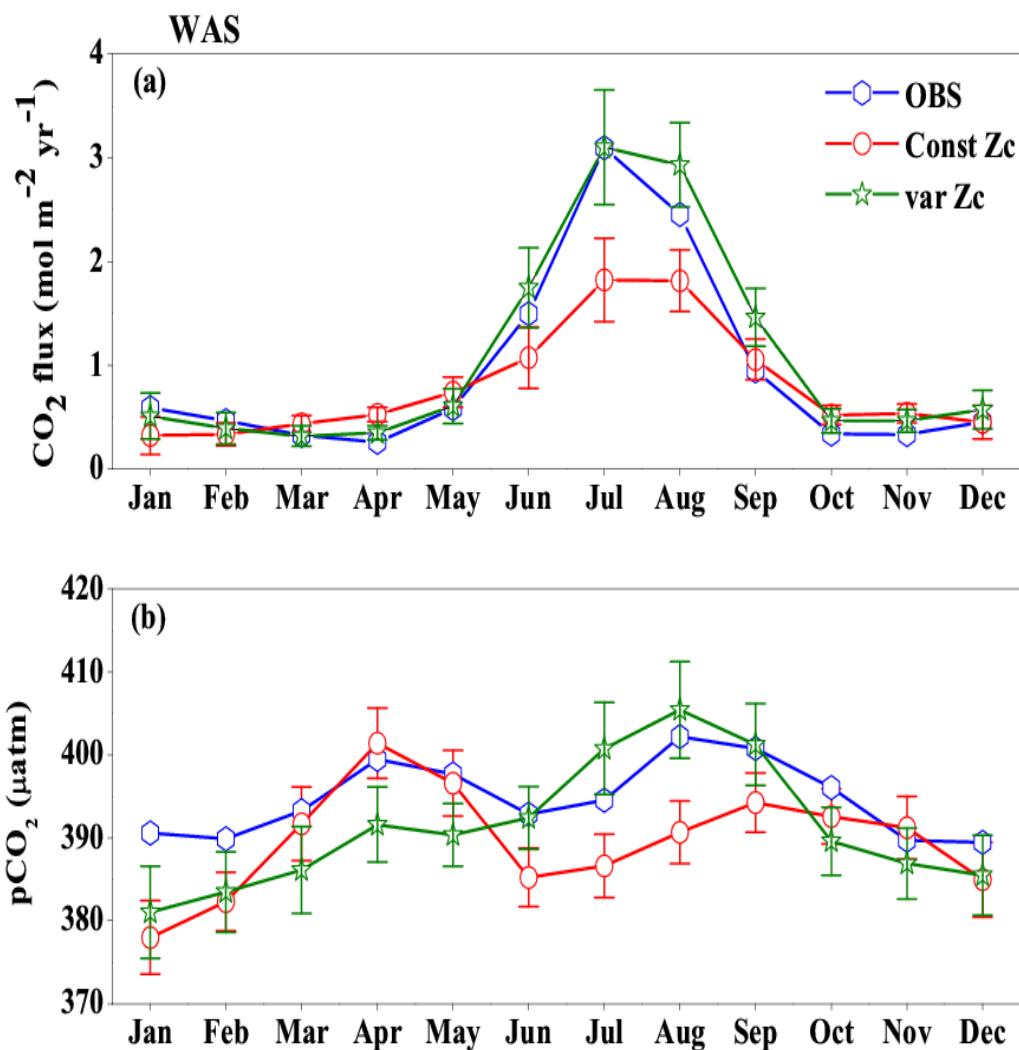 WAS
(a)
CO₂ flux (mol m⁻² yr⁻¹)
4
3
2
1
0
OBS
Const Zc
var Zc
Jan Feb Mar Apr May Jun Jul Aug Sep Oct Nov Dec
(b)
pCO₂ (μatm)
420
410
400
390
380
370
Jan Feb Mar Apr May Jun Jul Aug Sep Oct Nov Dec